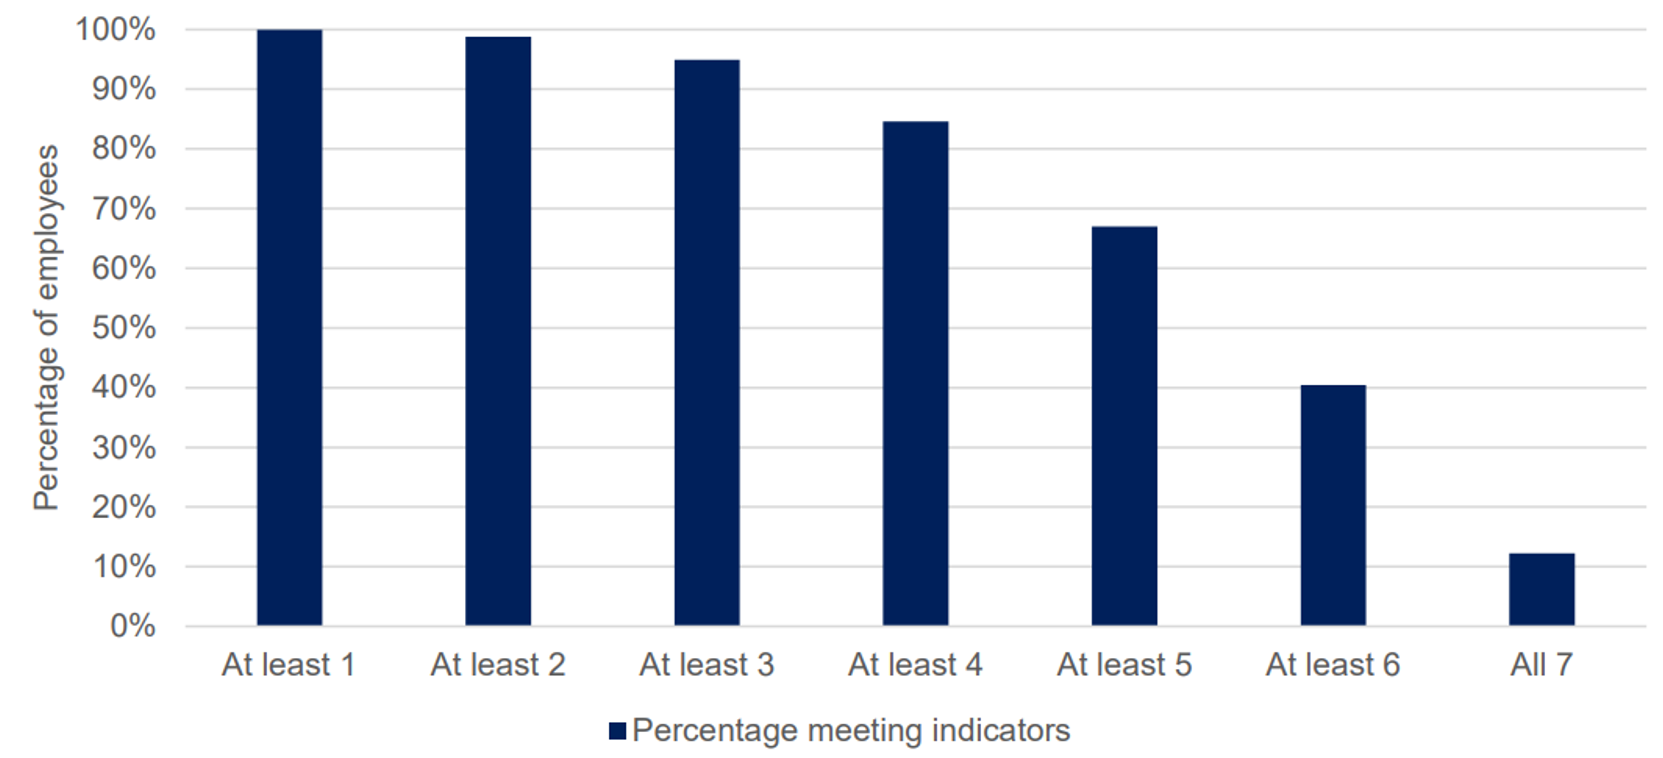 Percentage of employees
100%
90%
80%
70%
60%
50%
40%
30%
20%
10%
0%
At least 1
At least 2
At least 3
At least 4
At least 5
At least 6
All 7
Percentage meeting indicators